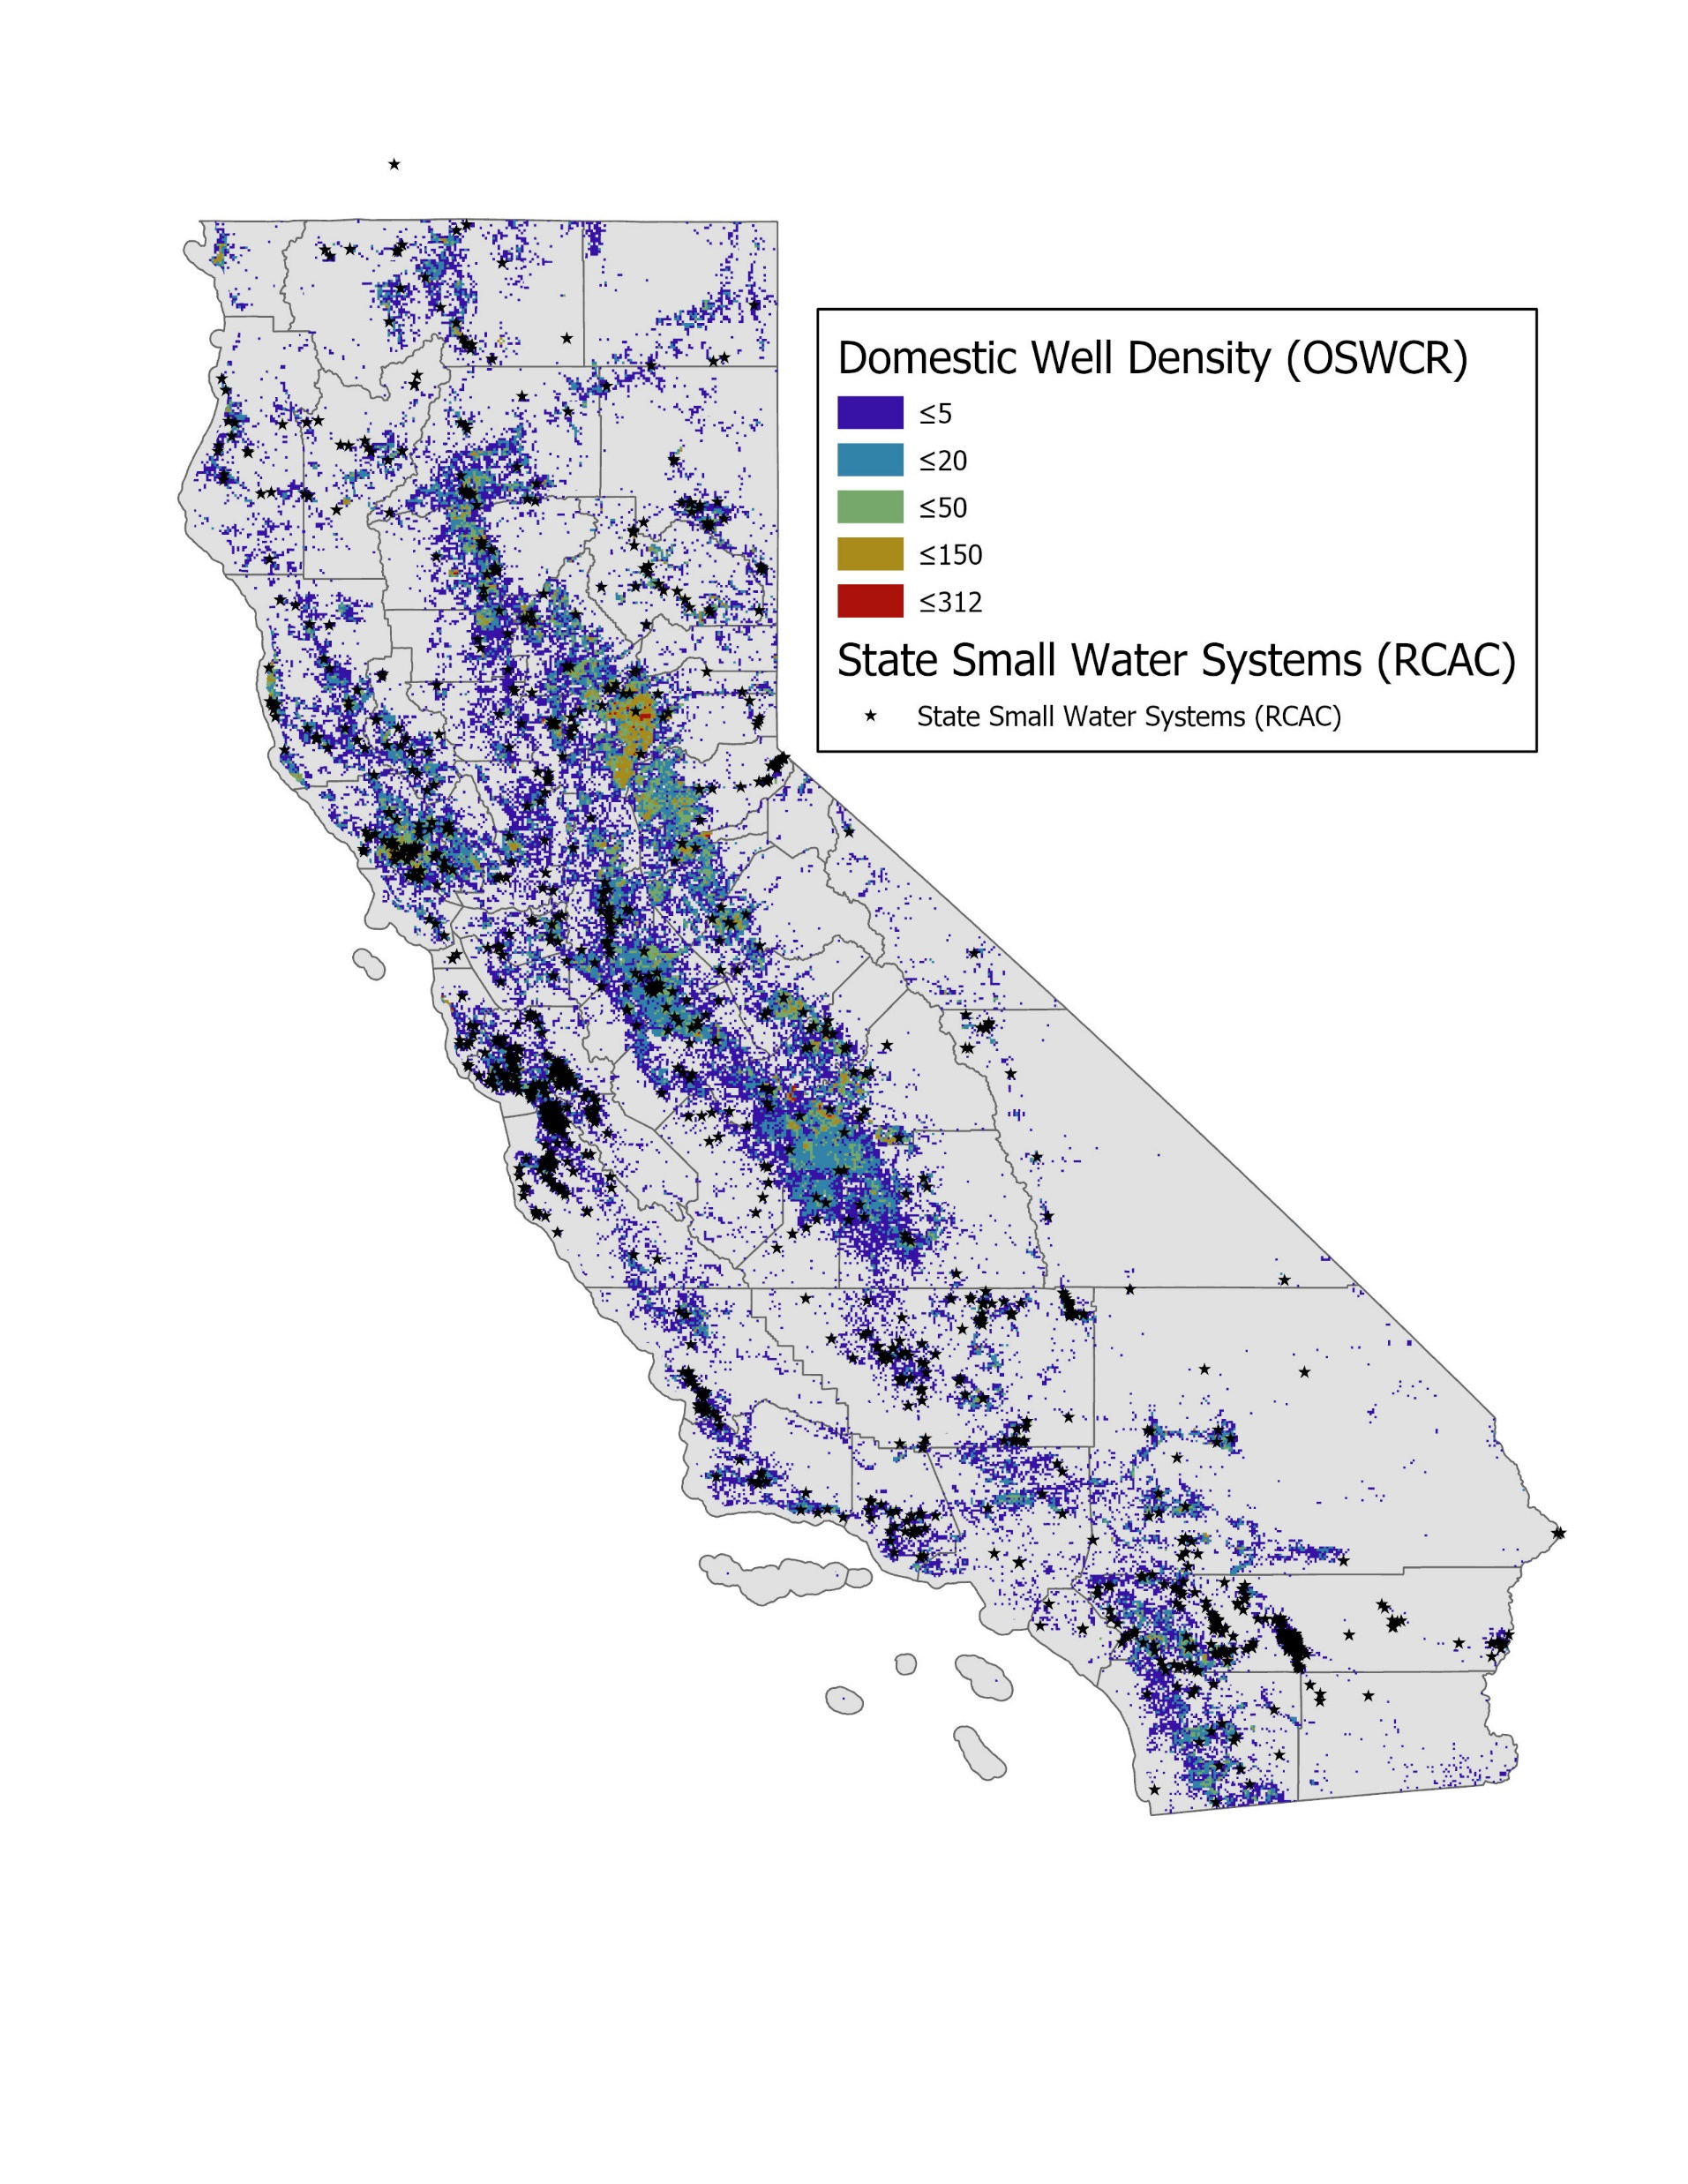 Domestic Well Density (OSWCR)
≤5
≤20
≤50
≤150
≤312
State Small Water Systems (RCAC)
State Small Water Systems (RCAC)